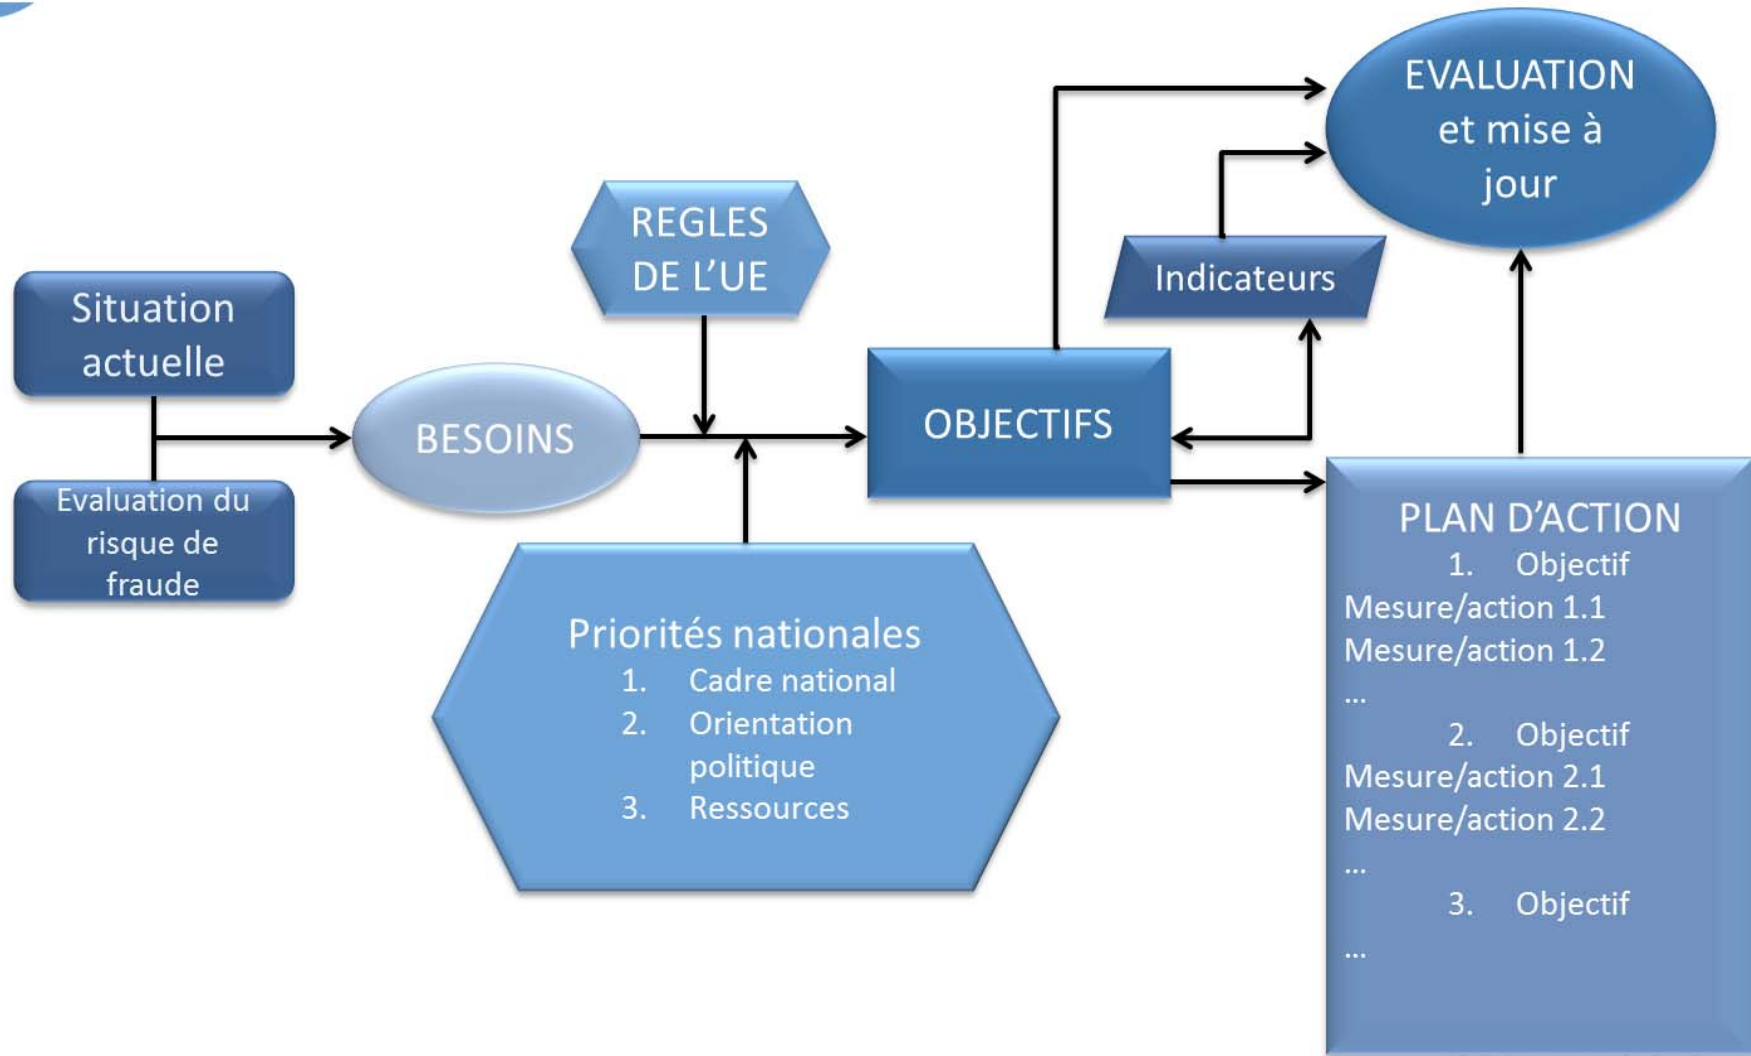 Situation
actuelle
Evaluation du
risque de
fraude
BESOINS
REGLES
DE L’UE
Priorités nationales
1. Cadre national
2. Orientation
politique
3. Ressources
OBJECTIFS
Indicateurs
EVALUATION
et mise à
jour
PLAN D’ACTION
1. Objectif
Mesure/action 1.1
Mesure/action 1.2
...
2. Objectif
Mesure/action 2.1
Mesure/action 2.2
...
3. Objectif
...